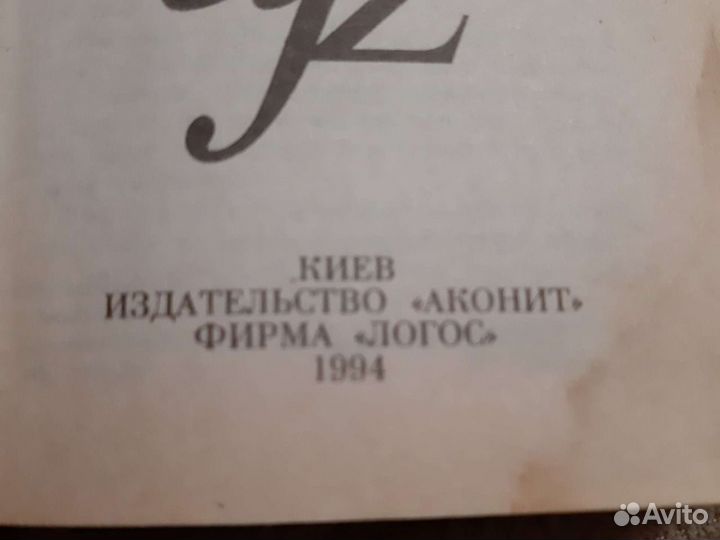 КИЕВ
ИЗДАТЕЛЬСТВО «АКОНИТ»
ФИРМА «ЛОГОС»
1994
Avito